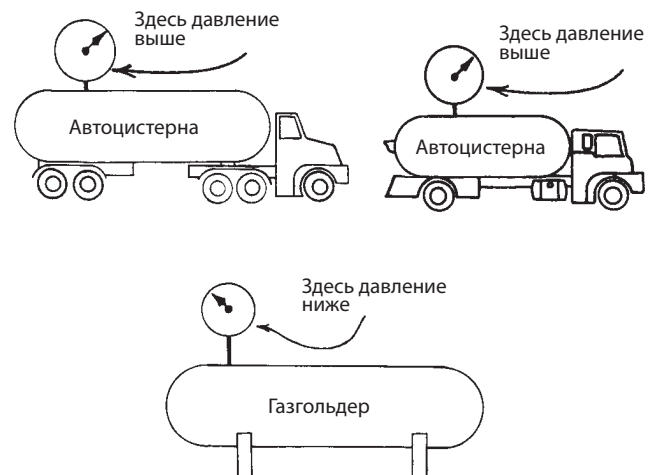 Здесь давление
выше
Автоцистерна
Здесь давление
выше
Автоцистерна
Здесь давление
ниже
Газгольдер